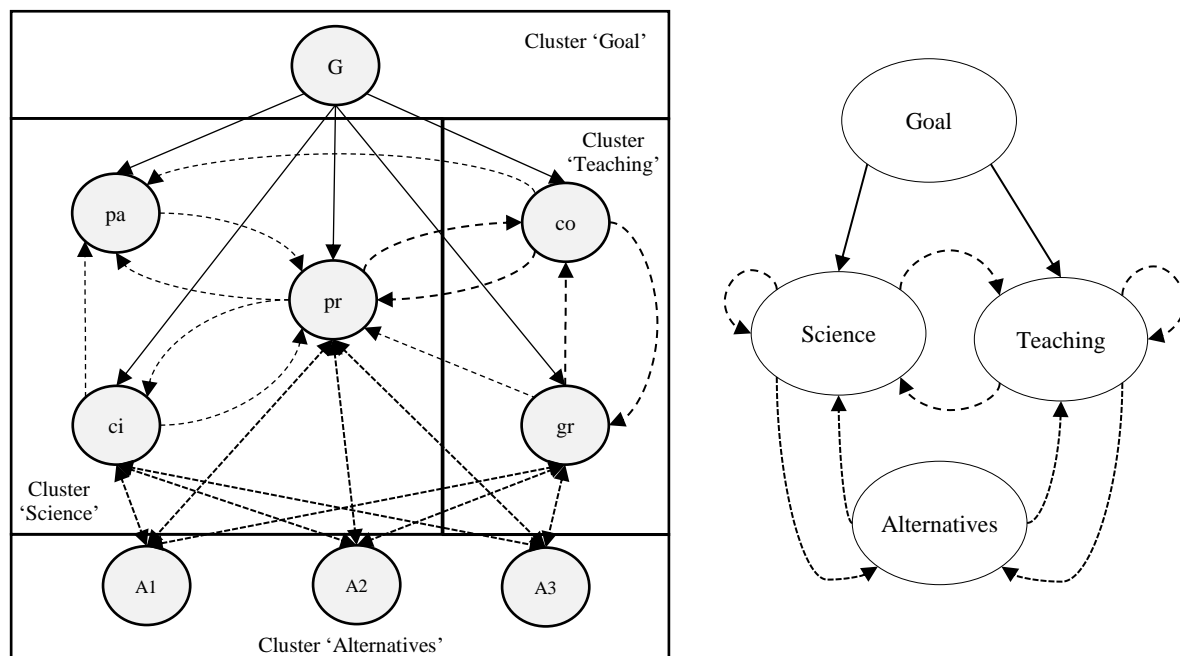 Cluster ‘Goal’
G
Cluster
‘Teaching’
pa
co
pr
ci
gr
Cluster
‘Science’
A1
A2
A3
Cluster ‘Alternatives’
Goal
Science
Teaching
Alternatives